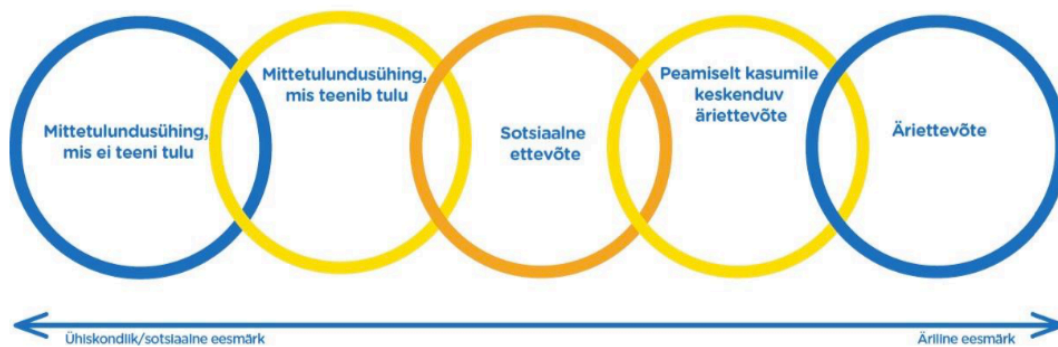 Mittetulundusühing,
mis ei teeni tulu
Mittetulundusühing,
mis teenib tulu
Sotsiaalne
ettevõte
Peamiselt kasumile
keskenduv
äriettevõte
Äriettevõte
Ühiskondlik/sotsiaalne eesmärk
Äriline eesmärk